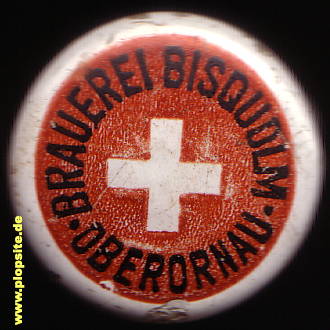 BRAUEREI BISQUOLM
· OBERORNAU ·
www.plopsite.de